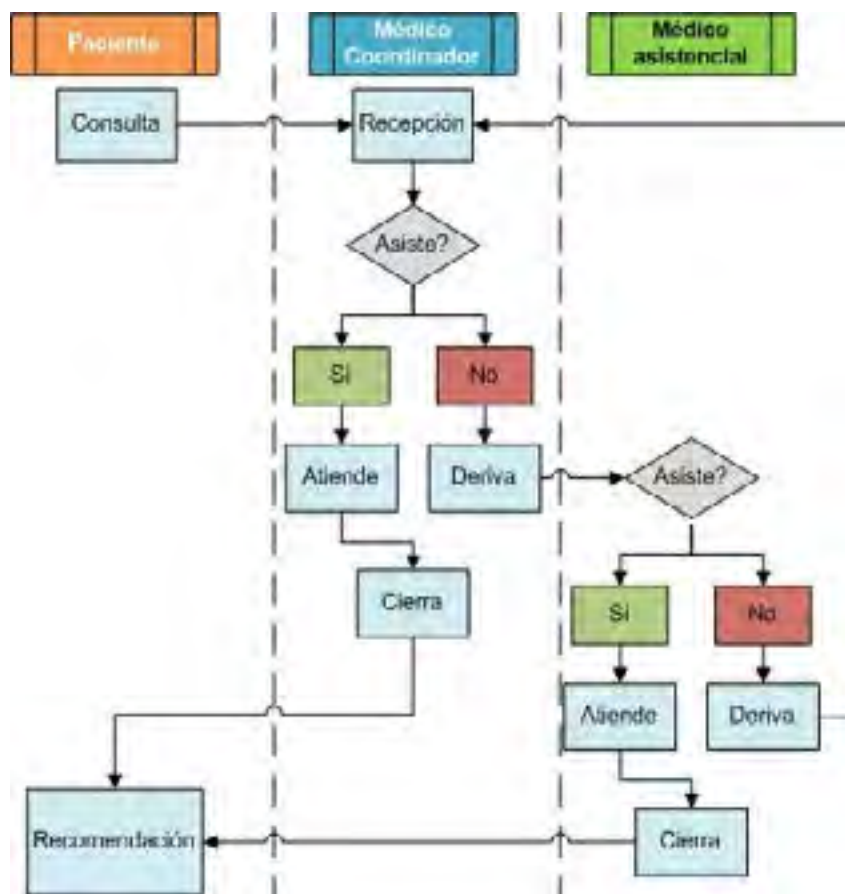 Paciente
Médico
Coordinador
Médico
asistencial
Consulta
Recepción
Asiste?
Si
No
Atiende
Deriva
Asiste?
Cierra
Si
No
Atiende
Deriva
Recomendación
Cierra